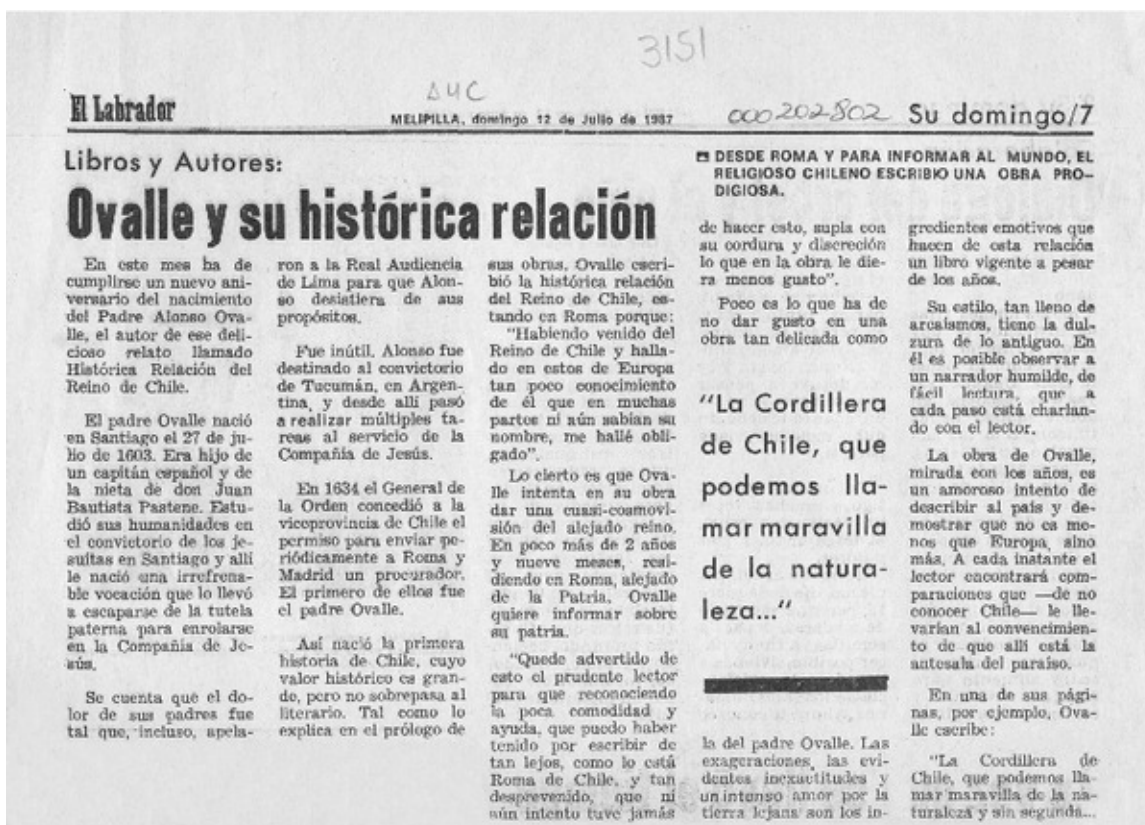 3151
AUC
El Labrador
MELIPILLA, domingo 12 de Julio de 1987
000202802
Su domingo/7
Libros y Autores:
Ovalle y su histórica relación
DESDE ROMA Y PARA INFORMAR AL MUNDO, EL
RELIGIOSO CHILENO ESCRIBIO UNA OBRA PRO-
DIGIOSA.
En este mes ha de
cumplirse un nuevo ani-
versario del nacimiento
del Padre Alonso Ova-
lle, el autor de ese deli-
cioso relato llamado
Histórica Relación del
Reino de Chile.
El padre Ovalle nació
en Santiago el 27 de ju-
lio de 1603. Era hijo de
un capitán español y de
la nieta de don Juan
Bautista Pastene. Estu-
dió sus humanidades en
el convictorio de los je-
suitas en Santiago y allí
le nació una irrefrena-
ble vocación que lo llevó
a escaparse de la tutela
paterna para enrolarse
en la Compañía de Je-
sús.
Se cuenta que el do-
lor de sus padres fue
tal que, incluso, apela-
ron a la Real Audiencia
de Lima para que Alon-
so desistiera de sus
propósitos.
Fue inútil. Alonso fue
destinado al convictorio
de Tucumán, en Argen-
tina, y desde allí pasó
a realizar múltiples ta-
reas al servicio de la
Compañía de Jesús.
En 1634 el General de
la Orden concedió a la
viceprovincia de Chile el
permiso para enviar pe-
riódicamente a Roma y
Madrid un procurador.
El primero de ellos fue
el padre Ovalle.
Así nació la primera
historia de Chile, cuyo
valor histórico es gran-
de, pero no sobrepasa al
literario. Tal como lo
explica en el prólogo de
sus obras, Ovalle escri-
bió la histórica relación
del Reino de Chile, es-
tando en Roma porque:
"Habiendo venido del
Reino de Chile y halla-
do en estos de Europa
tan poco conocimiento
de él que en muchas
partes ni aún sabían su
nombre, me hallé obli-
gado".
Lo cierto es que Ova-
lle intenta en su obra
dar una cuasi-cosmovi-
sión del alejado reino.
En poco más de 2 años
y nueve meses, resi-
diendo en Roma, alejado
de la Patria, Ovalle
quiere informar sobre
su patria.
"Quede advertido de
esto el prudente lector
para que reconociendo
la poca comodidad y
ayuda, que puedo haber
tenido por escribir de
tan lejos, como lo está
Roma de Chile, y tan
desprevenido, que ni
aún intento tuve jamás
de hacer esto, supla con
su cordura y discreción
lo que en la obra le die-
ra menos gusto".
Poco es lo que ha de
no dar gusto en una
obra tan delicada como
"La Cordillera
de Chile, que
podemos lla-
mar maravilla
de la natura-
leza..."
la del padre Ovalle. Las
exageraciones, las evi-
dentes inexactitudes y
un intenso amor por la
tierra lejana son los in-
gredientes emotivos que
hacen de esta relación
un libro vigente a pesar
de los años.
Su estilo, tan lleno de
arcaísmos, tiene la dul-
zura de lo antiguo. En
él es posible observar a
un narrador humilde, de
fácil lectura, que a
cada paso está charlan-
do con el lector.
La obra de Ovalle,
mirada con los años, es
un amoroso intento de
describir al país y de-
mostrar que no es me-
nos que Europa, sino
más. A cada instante el
lector encontrará com-
paraciones que —de no
conocer Chile— le lle-
varían al convencimien-
to de que allí está la
antesala del paraíso.
En una de sus pági-
nas, por ejemplo, Ova-
lle escribe:
"La Cordillera de
Chile, que podemos lla-
mar maravilla de la na-
turaleza y sin segunda...